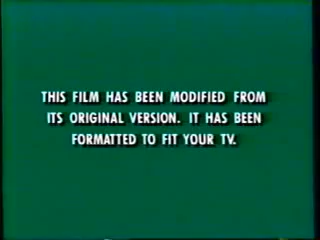 THIS FILM HAS BEEN MODIFIED FROM
ITS ORIGINAL VERSION. IT HAS BEEN
FORMATTED TO FIT YOUR TV.